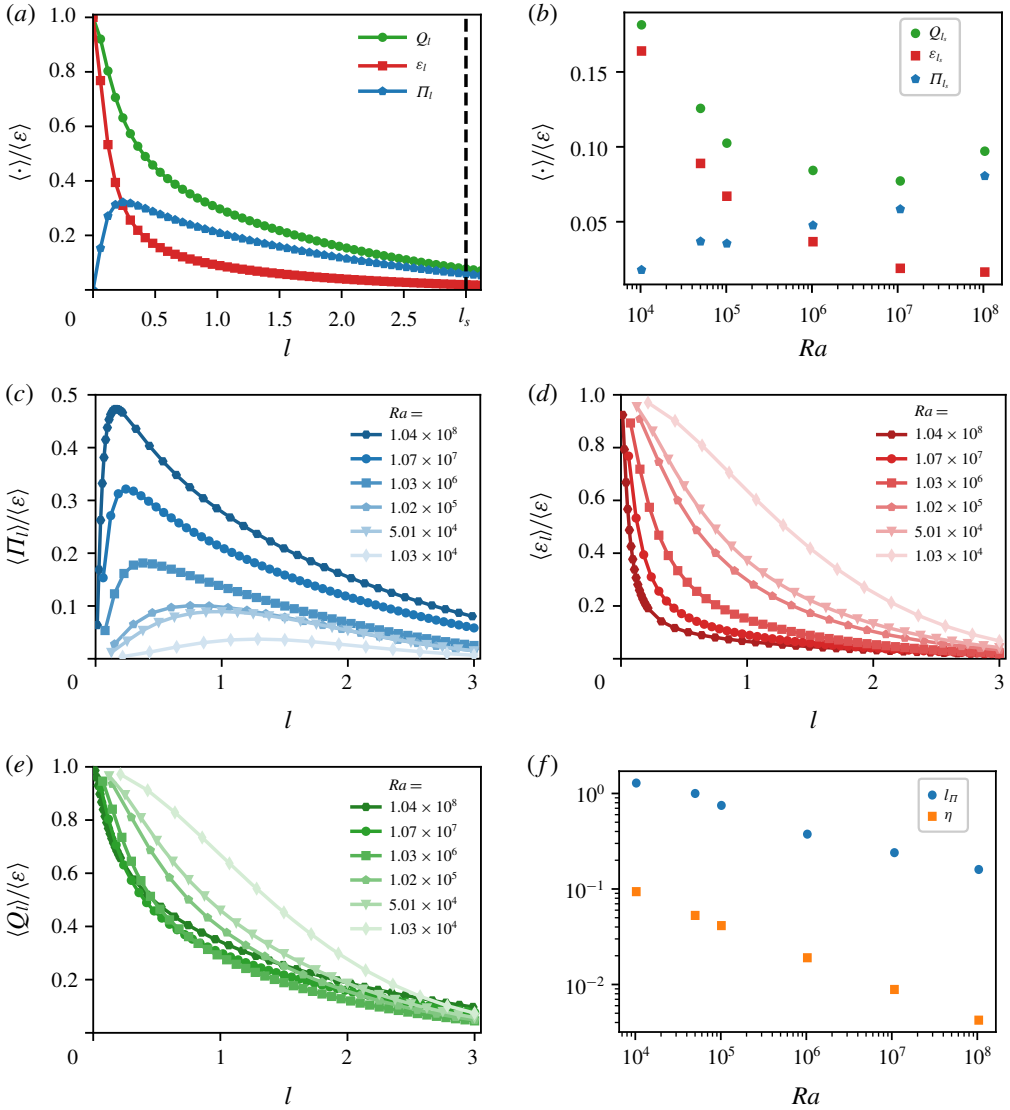 (a)
1.0
0.8
0.6
0.4
0.2
0
0.5
1.0
1.5
2.0
2.5
l_s
l
⟨·⟩/⟨ε⟩
Q_l
ε_l
Π_l
(b)
0.15
0.10
0.05
10^4
10^5
10^6
10^7
10^8
Ra
⟨·⟩/⟨ε⟩
Q_{l_s}
ε_{l_s}
Π_{l_s}
(c)
0.5
0.4
0.3
0.2
0.1
0
1
2
3
l
⟨Π_l⟩/⟨ε⟩
Ra =
1.04 × 10^8
1.07 × 10^7
1.03 × 10^6
1.02 × 10^5
5.01 × 10^4
1.03 × 10^4
(d)
1.0
0.8
0.6
0.4
0.2
0
1
2
3
l
⟨ε_l⟩/⟨ε⟩
Ra =
1.04 × 10^8
1.07 × 10^7
1.03 × 10^6
1.02 × 10^5
5.01 × 10^4
1.03 × 10^4
(e)
1.0
0.8
0.6
0.4
0.2
0
1
2
3
l
⟨Q_l⟩/⟨ε⟩
Ra =
1.04 × 10^8
1.07 × 10^7
1.03 × 10^6
1.02 × 10^5
5.01 × 10^4
1.03 × 10^4
(f)
10^0
10^−1
10^−2
10^4
10^5
10^6
10^7
10^8
Ra
l_Π
η